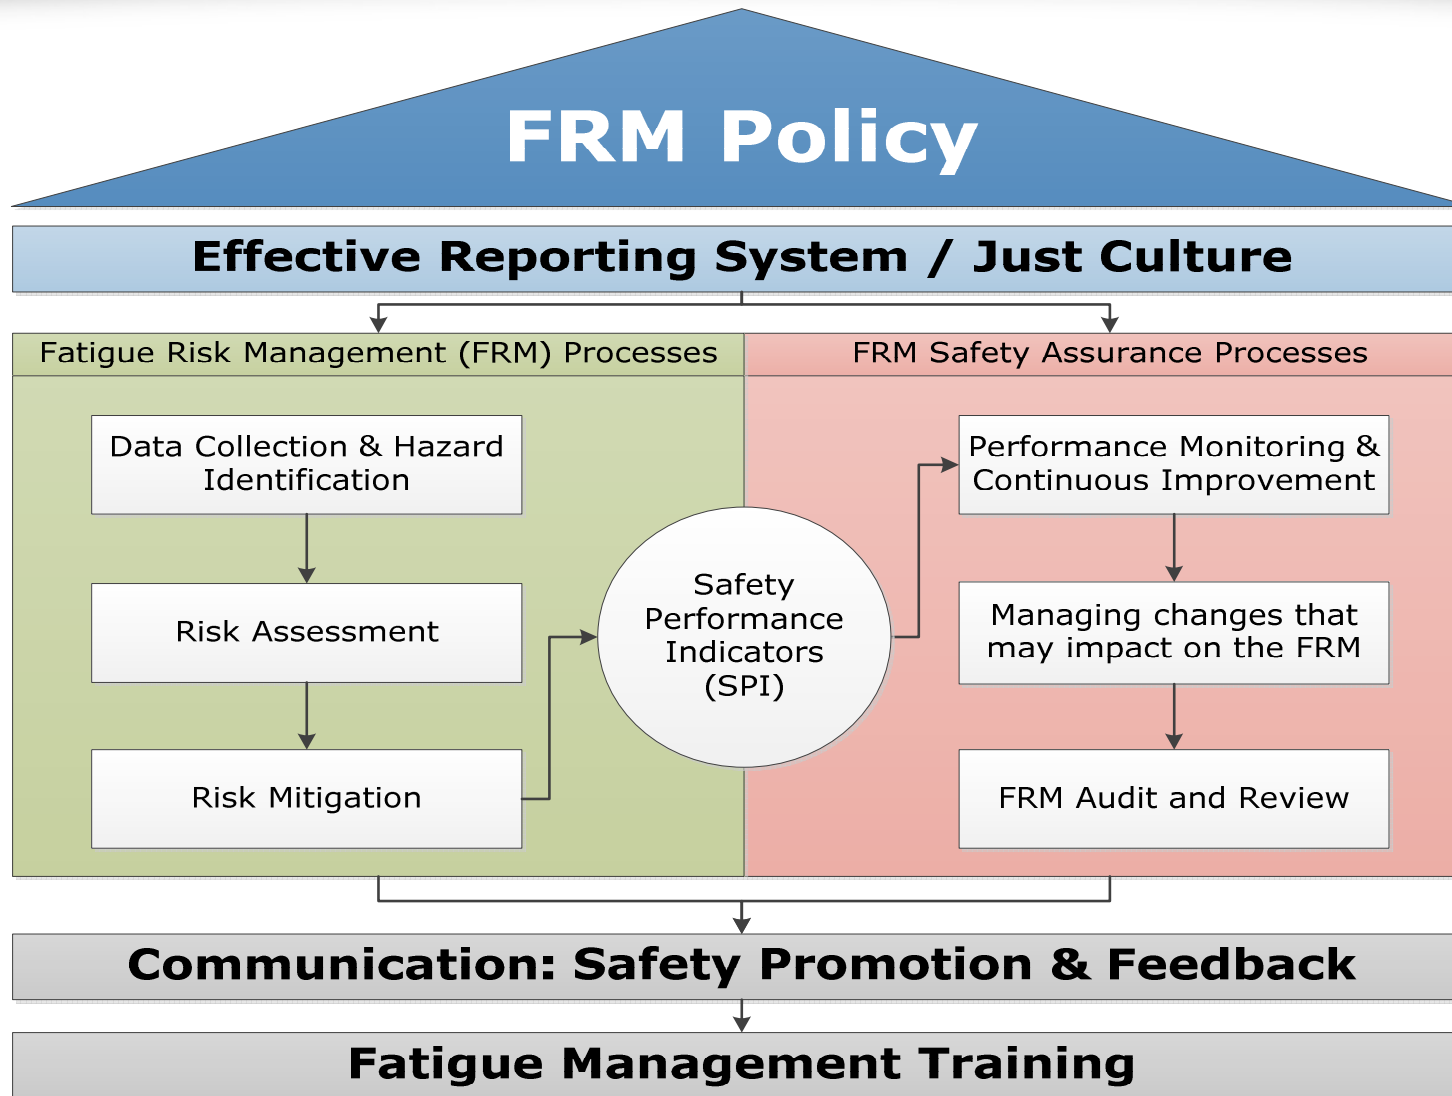 FRM Policy
Effective Reporting System / Just Culture
Fatigue Risk Management (FRM) Processes
Data Collection & Hazard
Identification
Risk Assessment
Risk Mitigation
Safety
Performance
Indicators
(SPI)
FRM Safety Assurance Processes
Performance Monitoring &
Continuous Improvement
Managing changes that
may impact on the FRM
FRM Audit and Review
Communication: Safety Promotion & Feedback
Fatigue Management Training